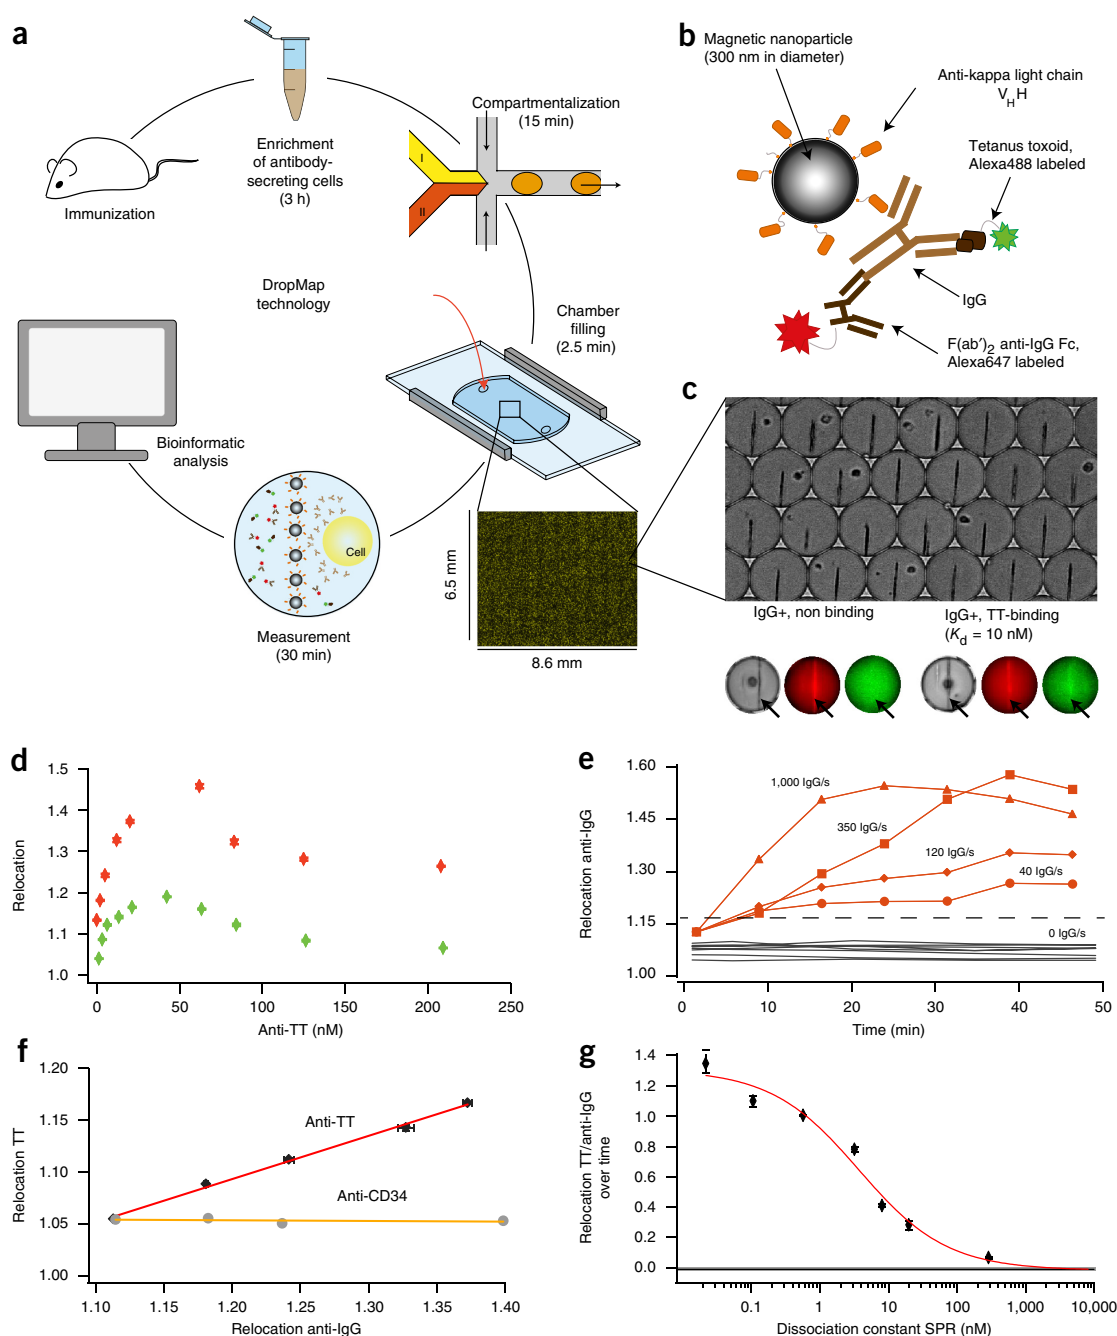 a
Immunization
Enrichment
of antibody-
secreting cells
(3 h)
Compartmentalization
(15 min)
I
II
DropMap
technology
Chamber
filling
(2.5 min)
Bioinformatic
analysis
Cell
Measurement
(30 min)
6.5 mm
8.6 mm
b
Magnetic nanoparticle
(300 nm in diameter)
Anti-kappa light chain
VHH
Tetanus toxoid,
Alexa488 labeled
IgG
F(ab′)2 anti-IgG Fc,
Alexa647 labeled
c
IgG+, non binding
IgG+, TT-binding
(Kd = 10 nM)
d
Relocation
1.5
1.4
1.3
1.2
1.1
1.0
0 50 100 150 200 250
Anti-TT (nM)
e
Relocation anti-IgG
1.60
1.45
1.30
1.15
1.00
1,000 IgG/s
350 IgG/s
120 IgG/s
40 IgG/s
0 IgG/s
0 10 20 30 40 50
Time (min)
f
Relocation TT
1.20
1.15
1.10
1.05
1.00
Anti-TT
Anti-CD34
1.10 1.15 1.20 1.25 1.30 1.35 1.40
Relocation anti-IgG
g
Relocation TT/anti-IgG
over time
1.4
1.2
1.0
0.8
0.6
0.4
0.2
0.0
0.1 1 10 100 1,000 10,000
Dissociation constant SPR (nM)